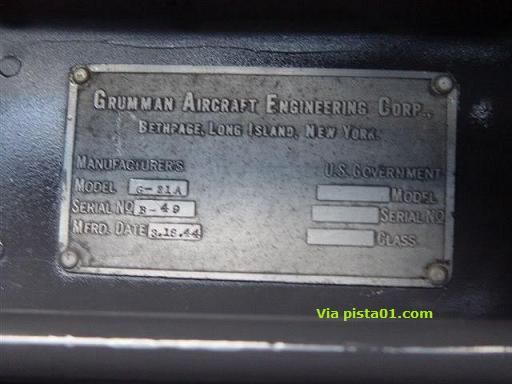 GRUMMAN AIRCRAFT ENGINEERING CORP.,
BETHPAGE, LONG ISLAND, NEW YORK.
MANUFACTURER'S U.S. GOVERNMENT
MODEL G-21A MODEL
SERIAL NO B-49 SERIAL NO
MFRD. DATE 3.18.44 CLASS
Via pista01.com